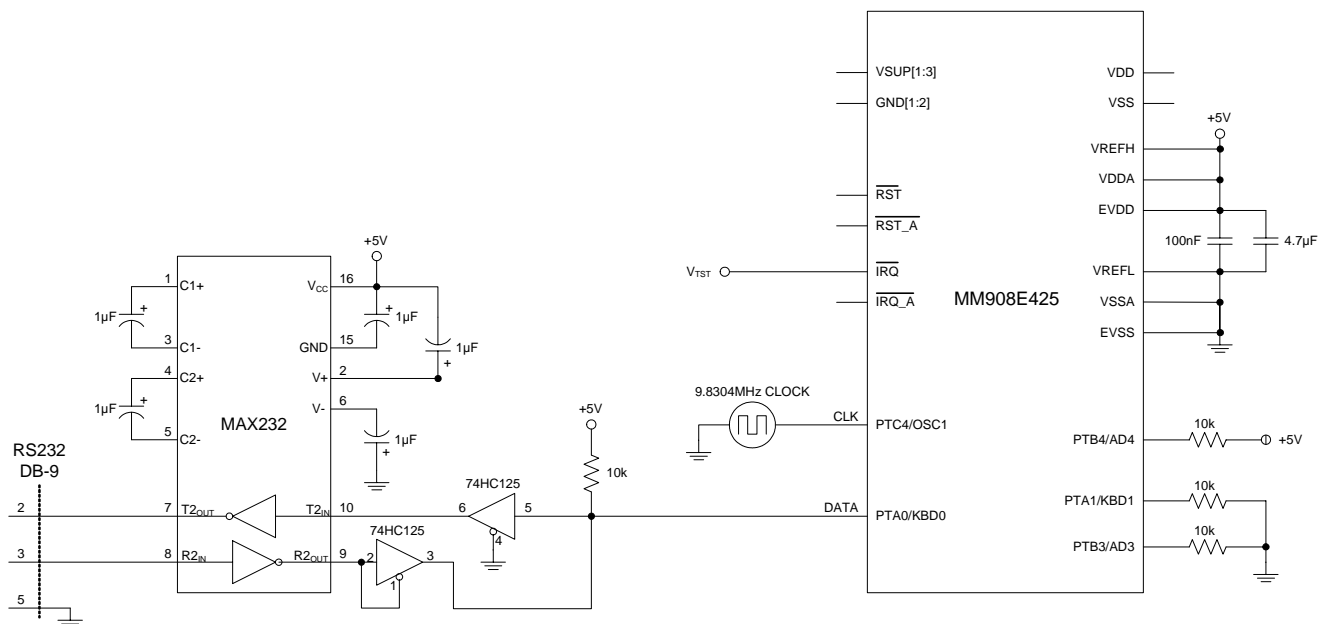 VSUP[1:3]
GND[1:2]
RST
RST_A
IRQ
IRQ_A
PTC4/OSC1
PTA0/KBD0
MM908E425
VDD
VSS
VREFH
VDDA
EVDD
VREFL
VSSA
EVSS
PTB4/AD4
PTA1/KBD1
PTB3/AD3
+5V
100nF
4.7µF
10k
+5V
10k
10k
VTST
9.8304MHz CLOCK
CLK
DATA
+5V
10k
+5V
MAX232
1
C1+
1µF
+
3
C1-
4
C2+
1µF
+
5
C2-
VCC
16
+
1µF
GND
15
1µF
+
V+
2
V-
6
1µF
+
RS232
DB-9
2
7
T2OUT
T2IN
10
74HC125
6
5
4
3
8
R2IN
R2OUT
9
74HC125
2
3
1
5